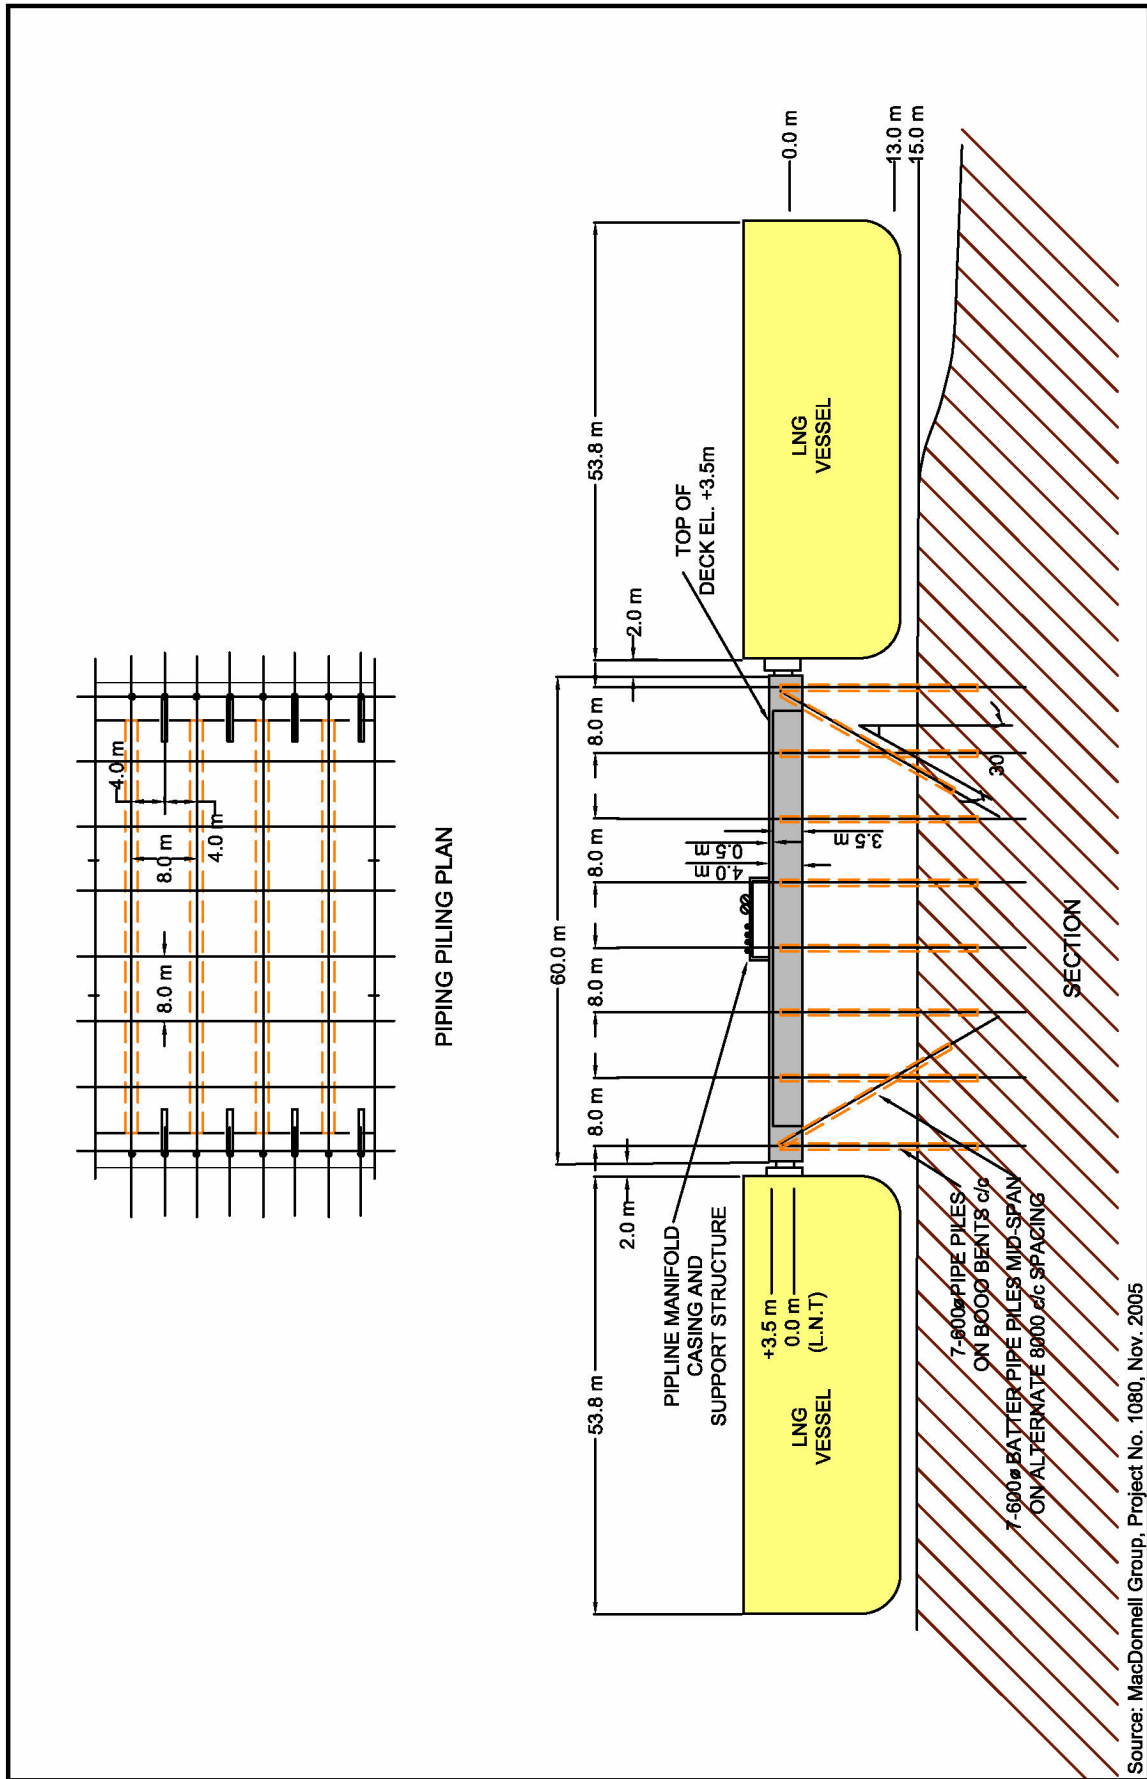 4.0 m
8.0 m
4.0 m
8.0 m
PIPING PILING PLAN
53.8 m
2.0 m
60.0 m
2.0 m
53.8 m
8.0 m
8.0 m
8.0 m
8.0 m
PIPLINE MANIFOLD
CASING AND
SUPPORT STRUCTURE
TOP OF
DECK EL. +3.5m
LNG
VESSEL
+3.5 m
0.0 m
(L.N.T)
4.0 m
0.5 m
3.5 m
LNG
VESSEL
0.0 m
13.0 m
15.0 m
30
7-600ø PIPE PILES
ON BOOO BENTS c/c
7-600ø BATTER PIPE PILES MID-SPAN
ON ALTERNATE 8000 c/c SPACING
SECTION
Source: MacDonnell Group, Project No. 1080, Nov. 2005